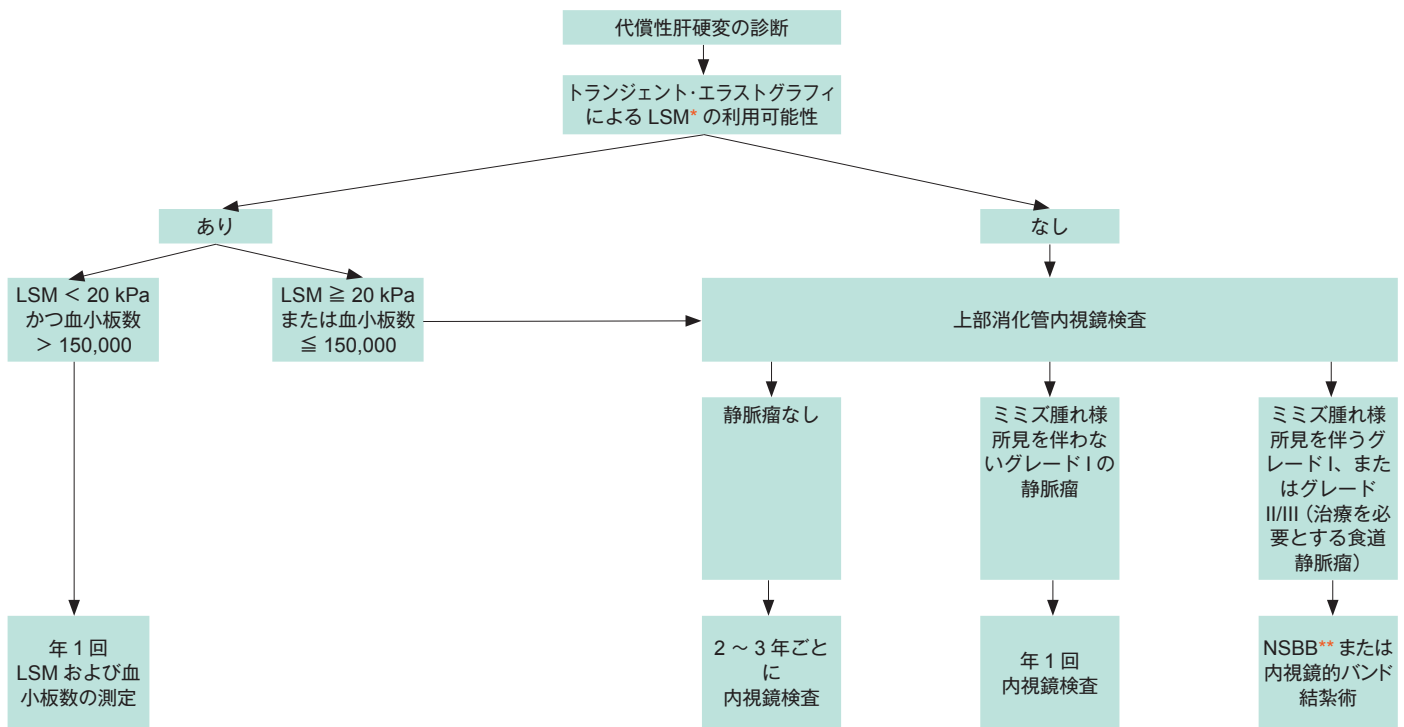 代償性肝硬変の診断
トランジェント･エラストグラフィ
による LSM* の利用可能性
あり
なし
LSM < 20 kPa
かつ血小板数
> 150,000
LSM ≧ 20 kPa
または血小板数
≦ 150,000
上部消化管内視鏡検査
静脈瘤なし
ミミズ腫れ様
所見を伴わな
いグレード I の
静脈瘤
ミミズ腫れ様
所見を伴うグ
レード I、また
はグレード
II/III（治療を必
要とする食道
静脈瘤）
年 1 回
LSM および血
小板数の測定
2 ～ 3 年ごと
に
内視鏡検査
年 1 回
内視鏡検査
NSBB** または
内視鏡的バンド
結紮術